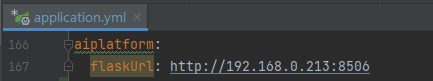 application.yml
166 aiplatform:
167 flaskUrl: http://192.168.0.213:8506